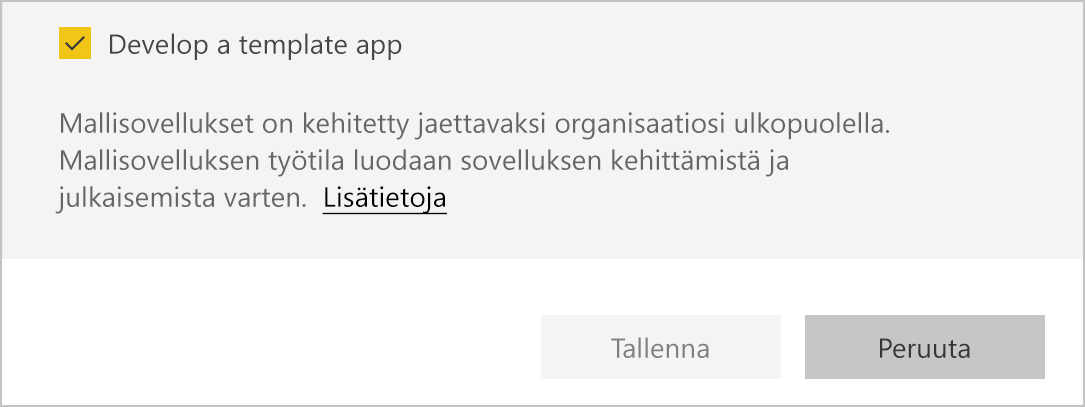 Develop a template app
Mallisovellukset on kehitetty jaettavaksi organisaatiosi ulkopuolella.
Mallisovelluksen työtila luodaan sovelluksen kehittämistä ja
julkaisemista varten. Lisätietoja
Tallenna Peruuta